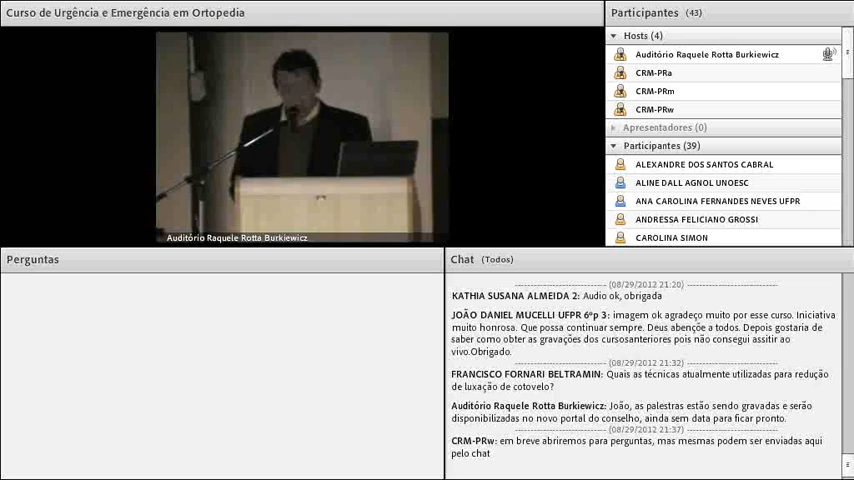 Curso de Urgência e Emergência em Ortopedia
Auditório Raquele Rotta Burkiewicz
Participantes (43)
Hosts (4)
Auditório Raquele Rotta Burkiewicz
CRM-PRa
CRM-PRm
CRM-PRw
Apresentadores (0)
Participantes (39)
ALEXANDRE DOS SANTOS CABRAL
ALINE DALL AGNOL UNOESC
ANA CAROLINA FERNANDES NEVES UFPR
ANDRESSA FELICIANO GROSSI
CAROLINA SIMON
Perguntas
Chat (Todos)
(08/29/2012 21:20)
KATHIA SUSANA ALMEIDA 2: Audio ok, obrigada
JOÃO DANIEL MUCELLI UFPR 6ºp 3: imagem ok agradeço muito por esse curso. Iniciativa
muito honrosa. Que possa continuar sempre. Deus abençõe a todos. Depois gostaria de
saber como obter as gravações dos cursosanteriores pois não consegui assitir ao
vivo.Obrigado.
(08/29/2012 21:32)
FRANCISCO FORNARI BELTRAMIN: Quais as técnicas atualmente utilizadas para redução
de luxação de cotovelo?
Auditório Raquele Rotta Burkiewicz: João, as palestras estão sendo gravadas e serão
disponibilizadas no novo portal do conselho, ainda sem data para ficar pronto.
(08/29/2012 21:37)
CRM-PRw: em breve abriremos para perguntas, mas mesmas podem ser enviadas aqui
pelo chat